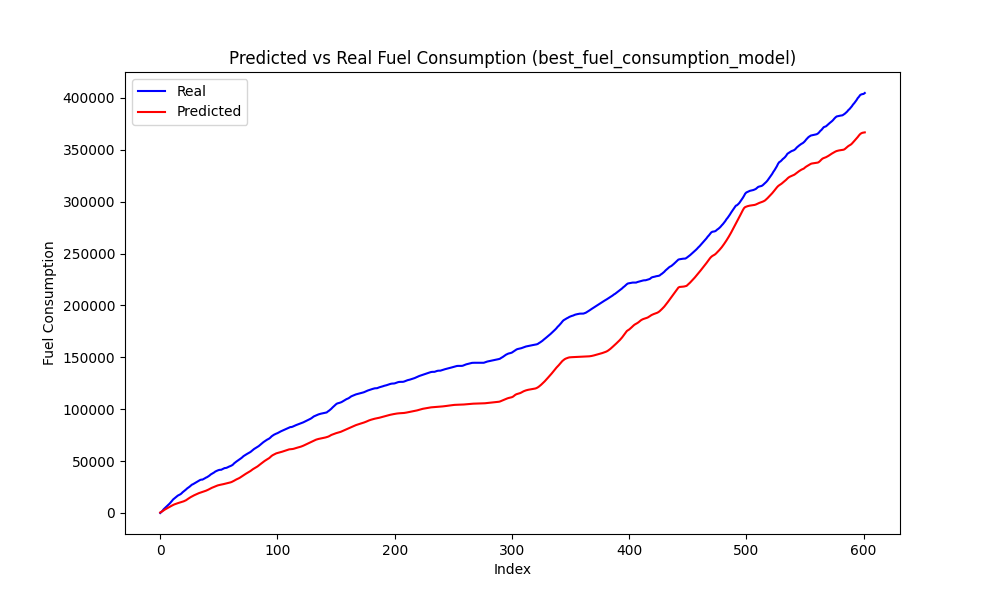 Predicted vs Real Fuel Consumption (best_fuel_consumption_model)
Real
Predicted
400000
350000
300000
250000
200000
150000
100000
50000
0
Fuel Consumption
0 100 200 300 400 500 600
Index